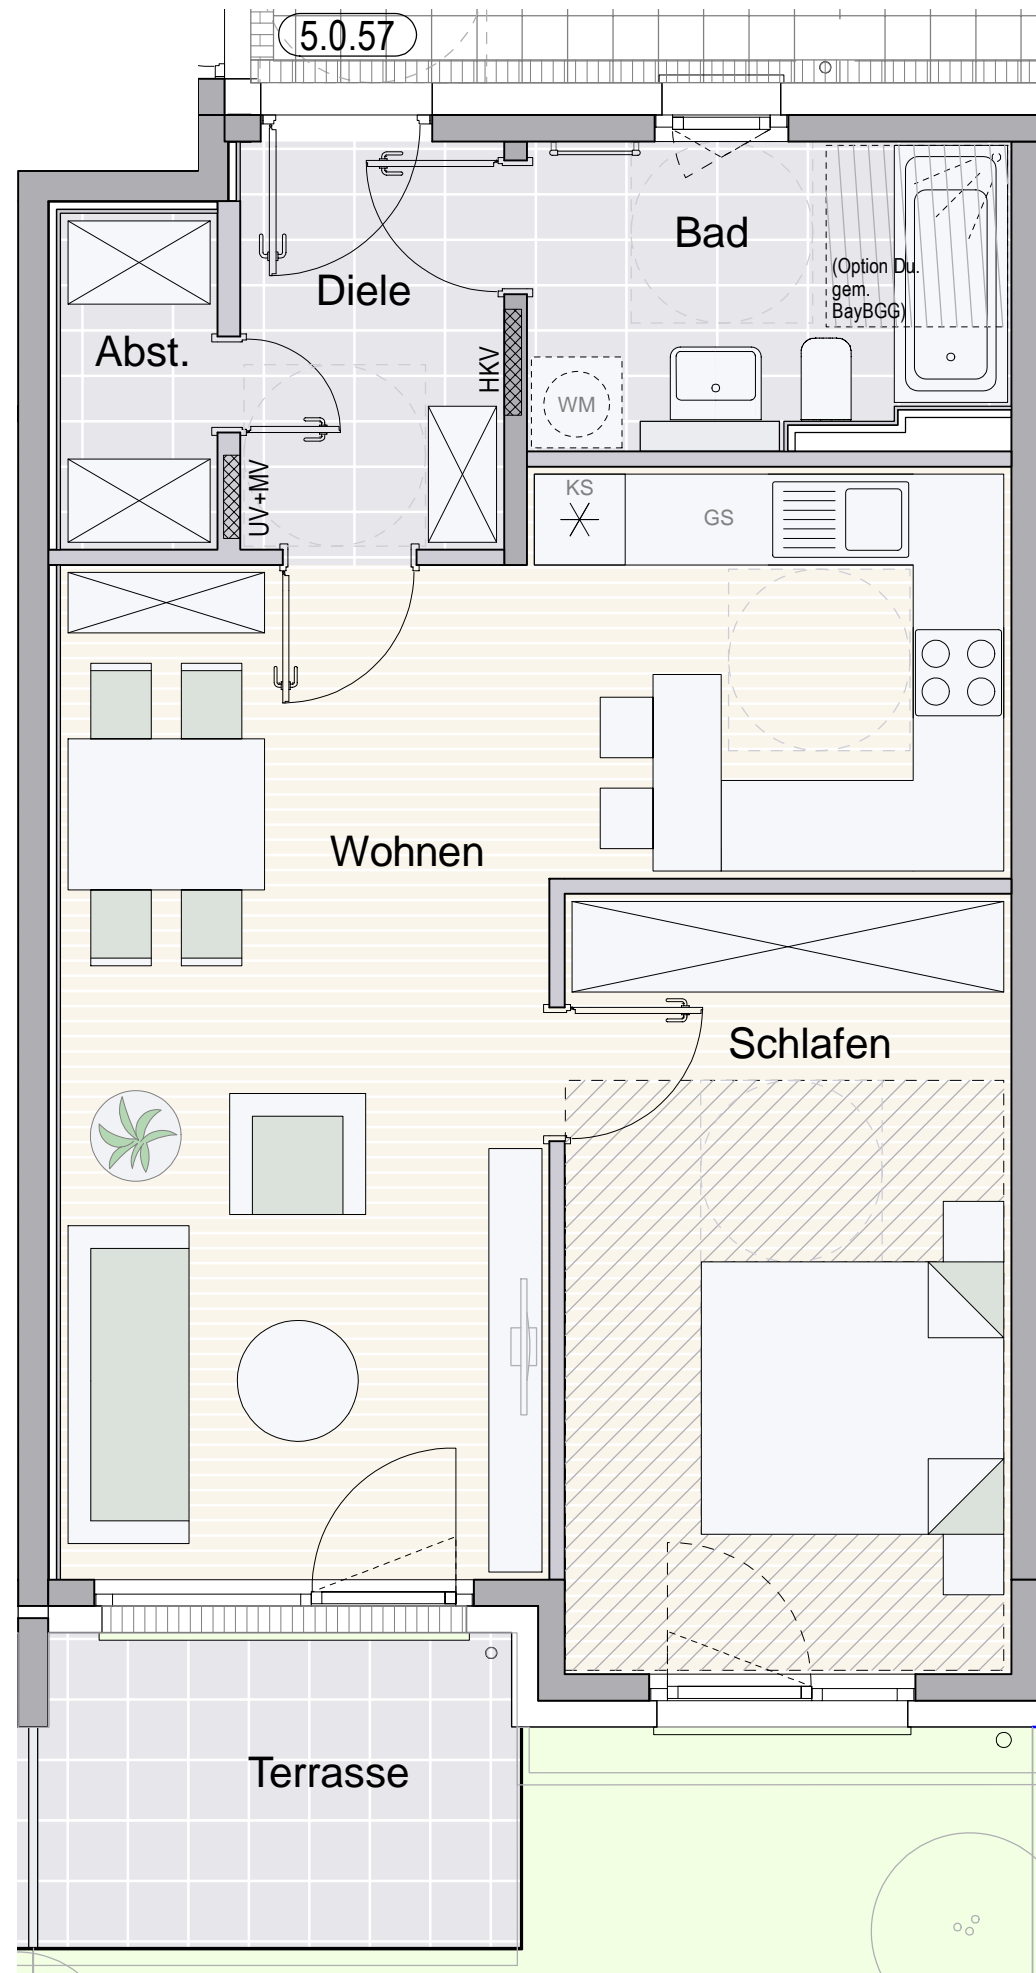 5.0.57
Bad
(Option Du.
gem.
BayBGG)
Diele
Abst.
HKV
WM
UV+MV
KS
GS
Wohnen
Schlafen
Terrasse